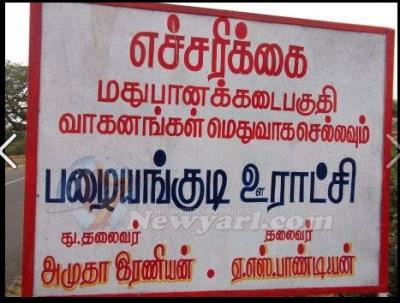 எச்சரிக்கை
மதுபானக்கடைபகுதி
வாகனங்கள் மெதுவாகசெல்லவும்
பழையங்குடி ஊராட்சி
Newyarl.com
து.தலைவர் தலைவர்
அமுதா இரணியன் . ஏ.எஸ்.பாண்டியன்